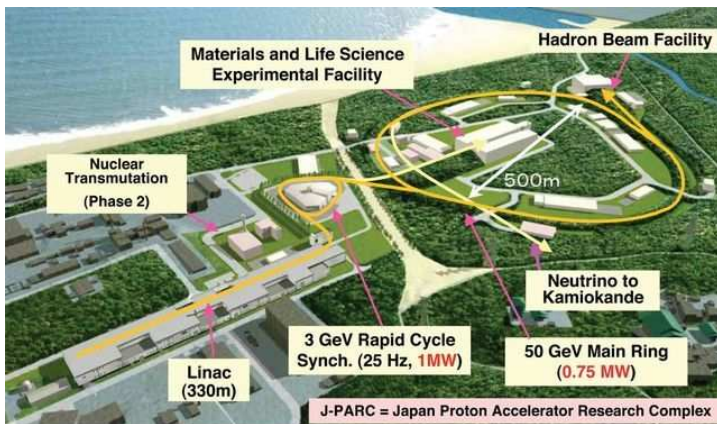 Hadron Beam Facility
Materials and Life Science
Experimental Facility
Nuclear
Transmutation
(Phase 2)
500m
Neutrino to
Kamiokande
3 GeV Rapid Cycle
Synch. (25 Hz, 1MW)
50 GeV Main Ring
(0.75 MW)
Linac
(330m)
J-PARC = Japan Proton Accelerator Research Complex